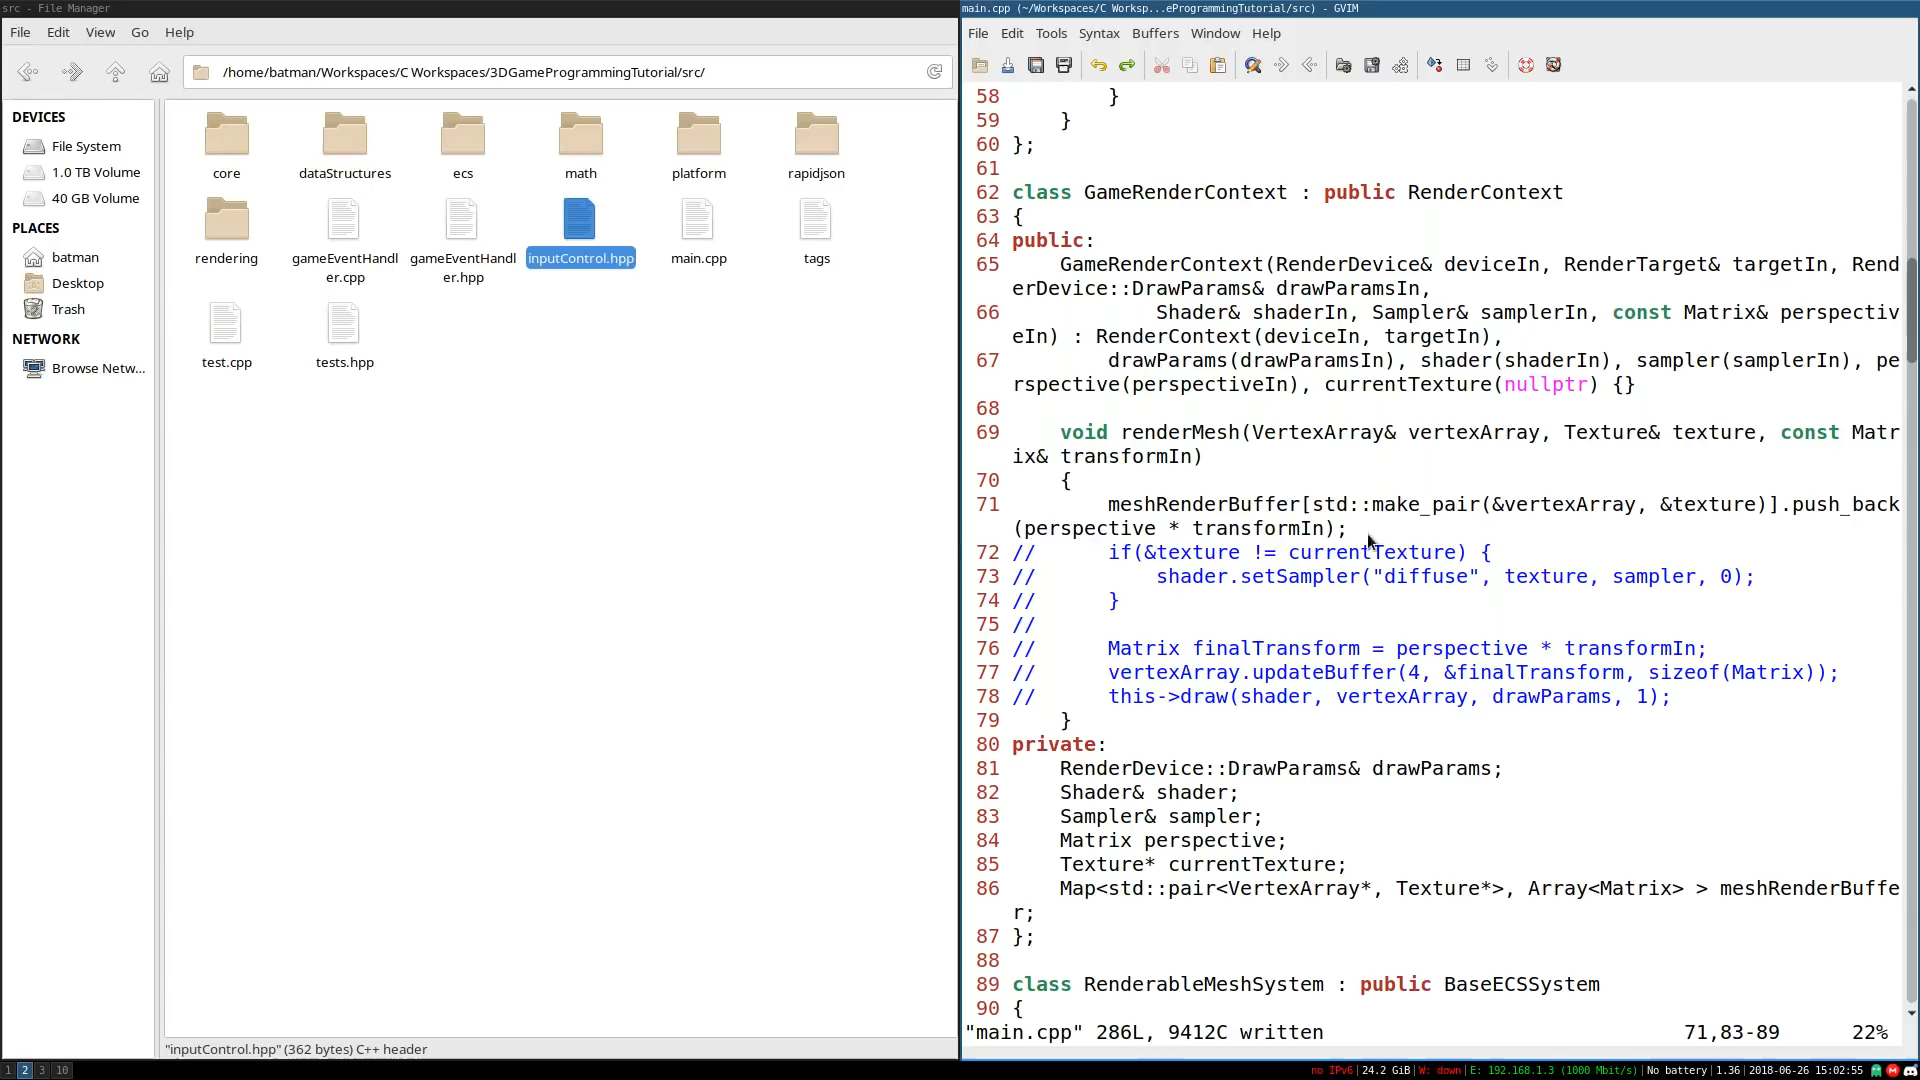 src - File Manager
File Edit View Go Help
/home/batman/Workspaces/C Workspaces/3DGameProgrammingTutorial/src/
DEVICES
File System
1.0 TB Volume
40 GB Volume
PLACES
batman
Desktop
Trash
NETWORK
Browse Netw...
core dataStructures ecs math platform rapidjson
rendering gameEventHandl gameEventHandl inputControl.hpp main.cpp tags
er.cpp er.hpp
test.cpp tests.hpp
"inputControl.hpp" (362 bytes) C++ header
main.cpp (~/Workspaces/C Worksp...eProgrammingTutorial/src) - GVIM
File Edit Tools Syntax Buffers Window Help
58         }
59     }
60 };
61
62 class GameRenderContext : public RenderContext
63 {
64 public:
65     GameRenderContext(RenderDevice& deviceIn, RenderTarget& targetIn, Rend
erDevice::DrawParams& drawParamsIn,
66             Shader& shaderIn, Sampler& samplerIn, const Matrix& perspectiv
eIn) : RenderContext(deviceIn, targetIn),
67         drawParams(drawParamsIn), shader(shaderIn), sampler(samplerIn), pe
rspective(perspectiveIn), currentTexture(nullptr) {}
68
69     void renderMesh(VertexArray& vertexArray, Texture& texture, const Matr
ix& transformIn)
70     {
71         meshRenderBuffer[std::make_pair(&vertexArray, &texture)].push_back
(perspective * transformIn);
72 //      if(&texture != currentTexture) {
73 //          shader.setSampler("diffuse", texture, sampler, 0);
74 //      }
75 //
76 //      Matrix finalTransform = perspective * transformIn;
77 //      vertexArray.updateBuffer(4, &finalTransform, sizeof(Matrix));
78 //      this->draw(shader, vertexArray, drawParams, 1);
79     }
80 private:
81     RenderDevice::DrawParams& drawParams;
82     Shader& shader;
83     Sampler& sampler;
84     Matrix perspective;
85     Texture* currentTexture;
86     Map<std::pair<VertexArray*, Texture*>, Array<Matrix> > meshRenderBuffe
r;
87 };
88
89 class RenderableMeshSystem : public BaseECSSystem
90 {
"main.cpp" 286L, 9412C written 71,83-89 22%
1 2 3 10
no IPv6|24.2 GiB|W: down|E: 192.168.1.3 (1000 Mbit/s)|No battery|1.36|2018-06-26 15:02:55